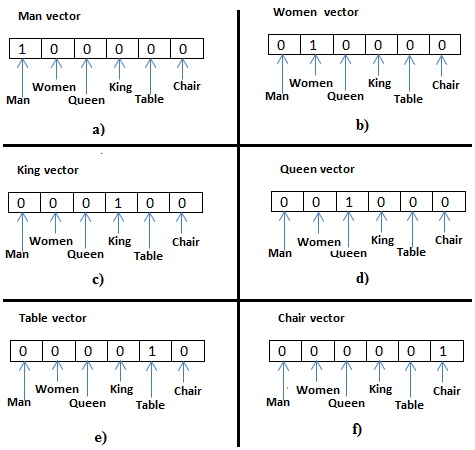 Man vector
1 0 0 0 0 0
Man Women Queen King Table Chair
a)
Women vector
0 1 0 0 0 0
Man Women Queen King Table Chair
b)
King vector
0 0 0 1 0 0
Man Women Queen King Table Chair
c)
Queen vector
0 0 1 0 0 0
Man Women Queen King Table Chair
d)
Table vector
0 0 0 0 1 0
Man Women Queen King Table Chair
e)
Chair vector
0 0 0 0 0 1
Man Women Queen King Table Chair
f)